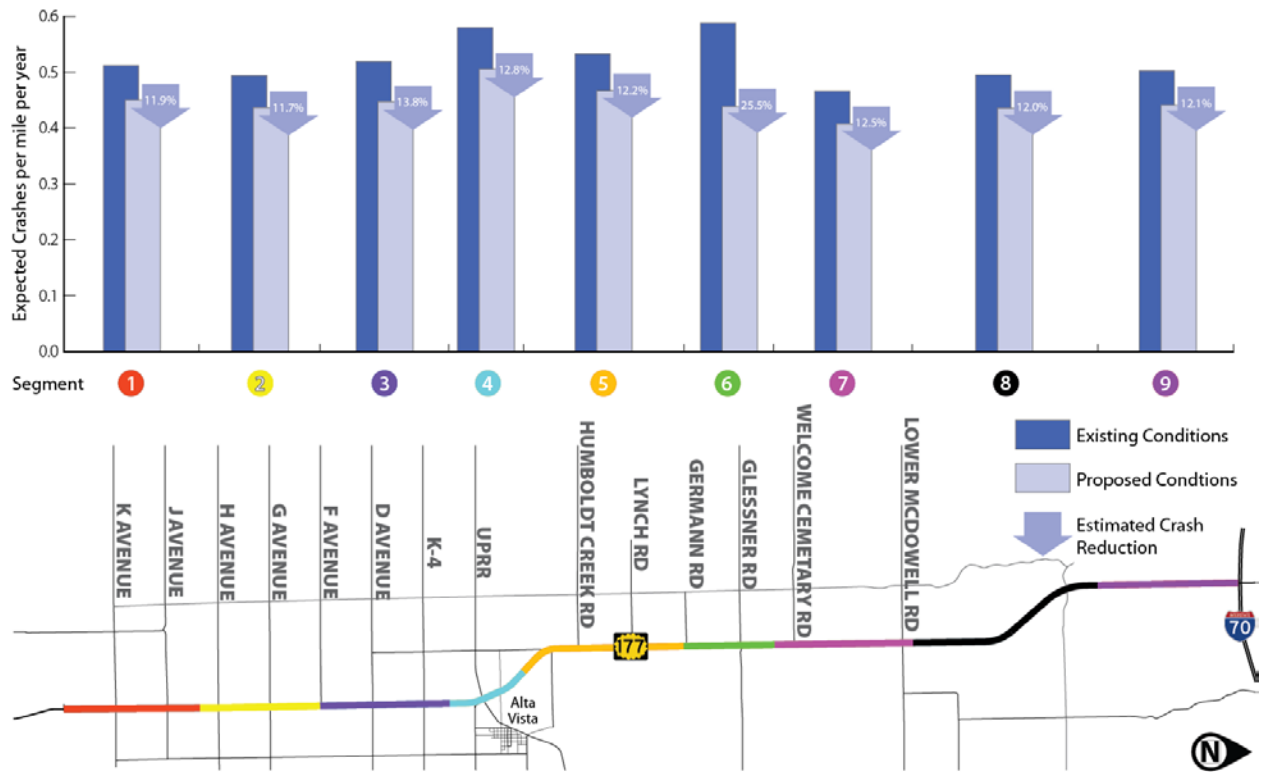 Expected Crashes per mile per year
0.6
0.5
0.4
0.3
0.2
0.1
0.0
11.9%
11.7%
13.8%
12.8%
12.2%
25.5%
12.5%
12.0%
12.1%
Segment
1
2
3
4
5
6
7
8
9
Existing Conditions
Proposed Condtions
Estimated Crash
Reduction
K AVENUE
J AVENUE
H AVENUE
G AVENUE
F AVENUE
D AVENUE
K-4
UPRR
HUMBOLDT CREEK RD
LYNCH RD
GERMANN RD
GLESSNER RD
WELCOME CEMETARY RD
LOWER MCDOWELL RD
177
Alta
Vista
70
N